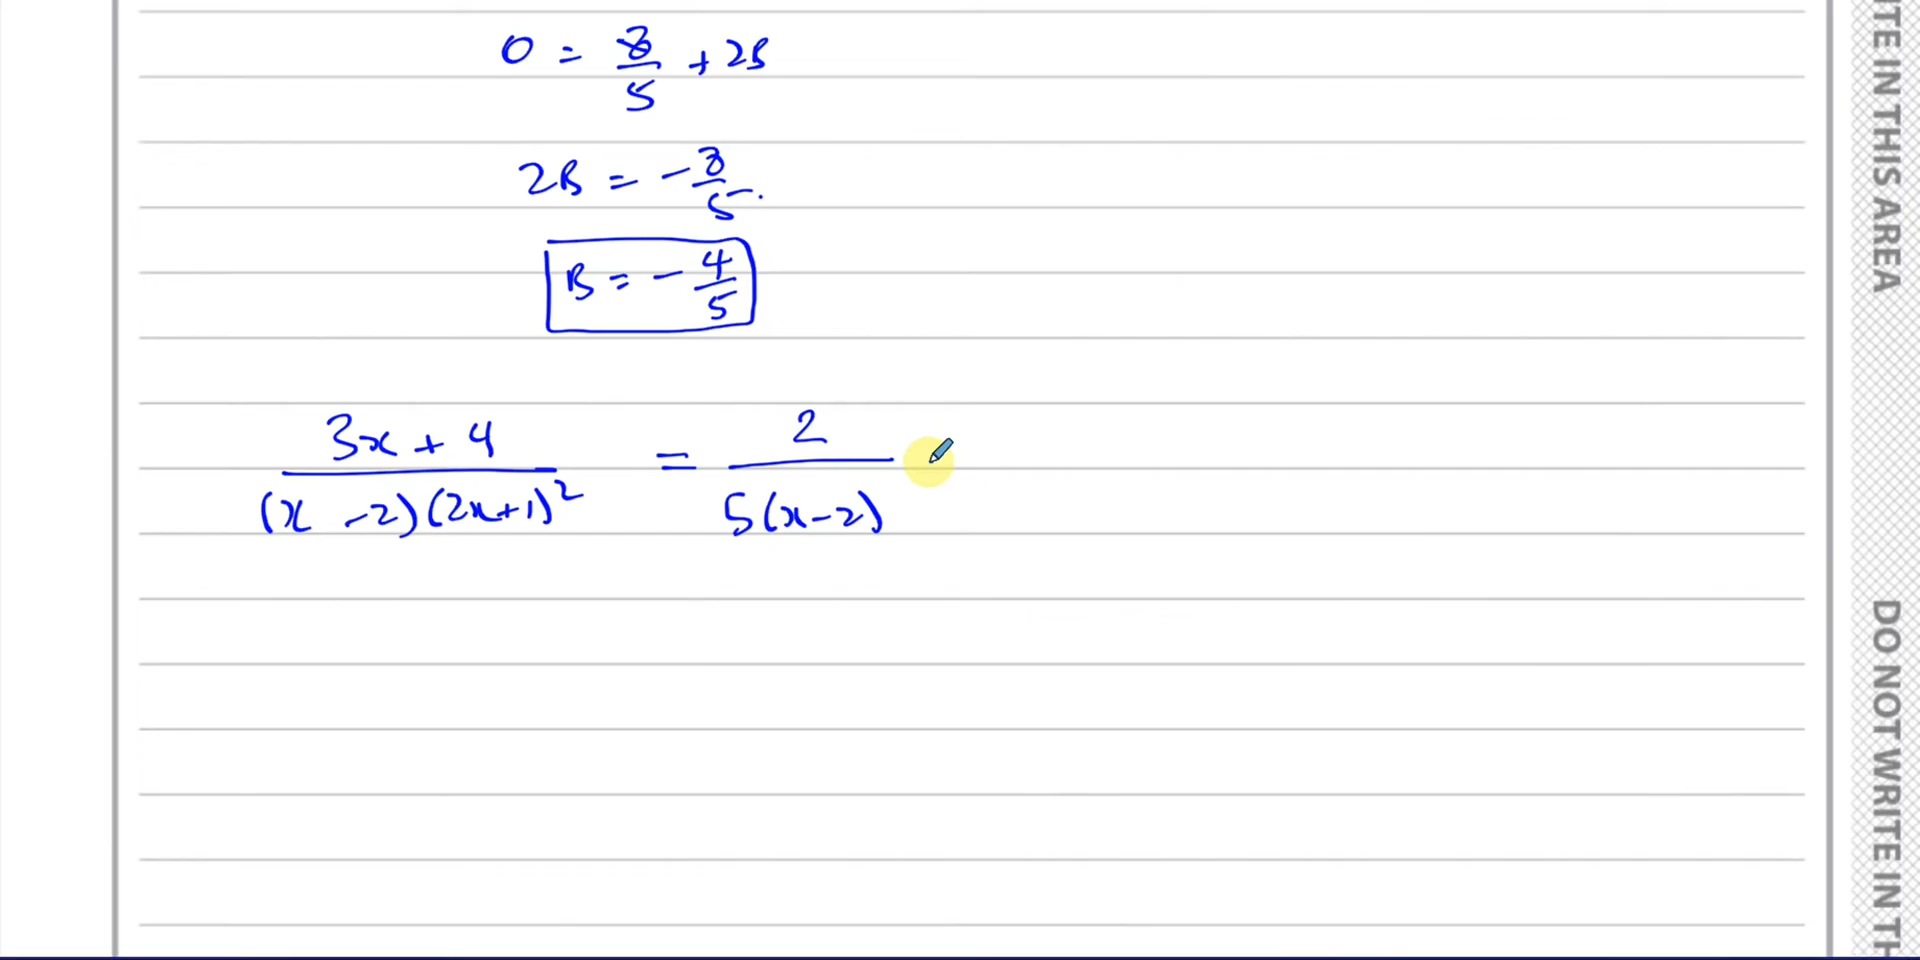 0 = 8/5 + 2B
2B = -8/5.
B = -4/5
(3x + 4)/((x - 2)(2x+1)²) = 2/(5(x-2))
ITE IN THIS AREA
DO NOT WRITE IN TH